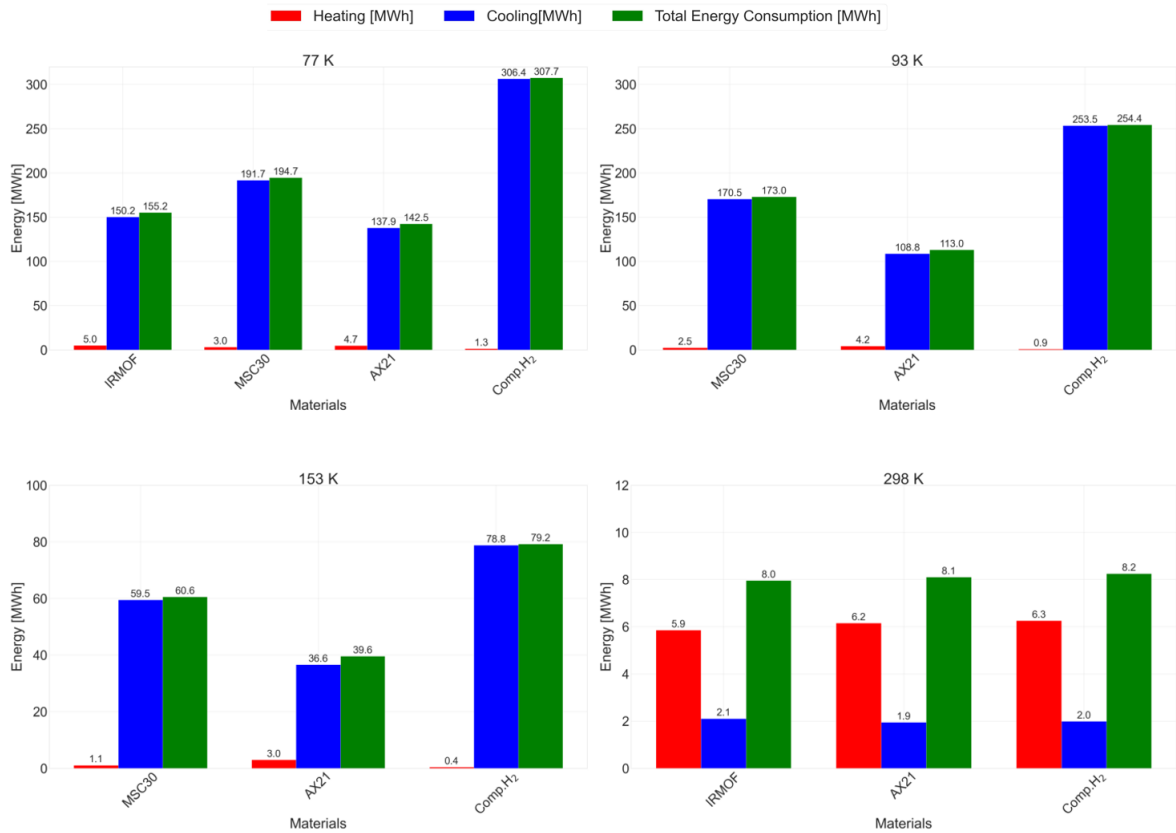 Heating [MWh] Cooling[MWh] Total Energy Consumption [MWh]
77 K
Energy [MWh]
300
250
200
150
100
50
0
5.0 150.2 155.2
3.0 191.7 194.7
4.7 137.9 142.5
1.3 306.4 307.7
IRMOF MSC30 AX21 Comp.H₂
Materials
93 K
Energy [MWh]
300
250
200
150
100
50
0
2.5 170.5 173.0
4.2 108.8 113.0
0.9 253.5 254.4
MSC30 AX21 Comp.H₂
Materials
153 K
Energy [MWh]
100
80
60
40
20
0
1.1 59.5 60.6
3.0 36.6 39.6
0.4 78.8 79.2
MSC30 AX21 Comp.H₂
Materials
298 K
Energy [MWh]
12
10
8
6
4
2
0
5.9 2.1 8.0
6.2 1.9 8.1
6.3 2.0 8.2
IRMOF AX21 Comp.H₂
Materials